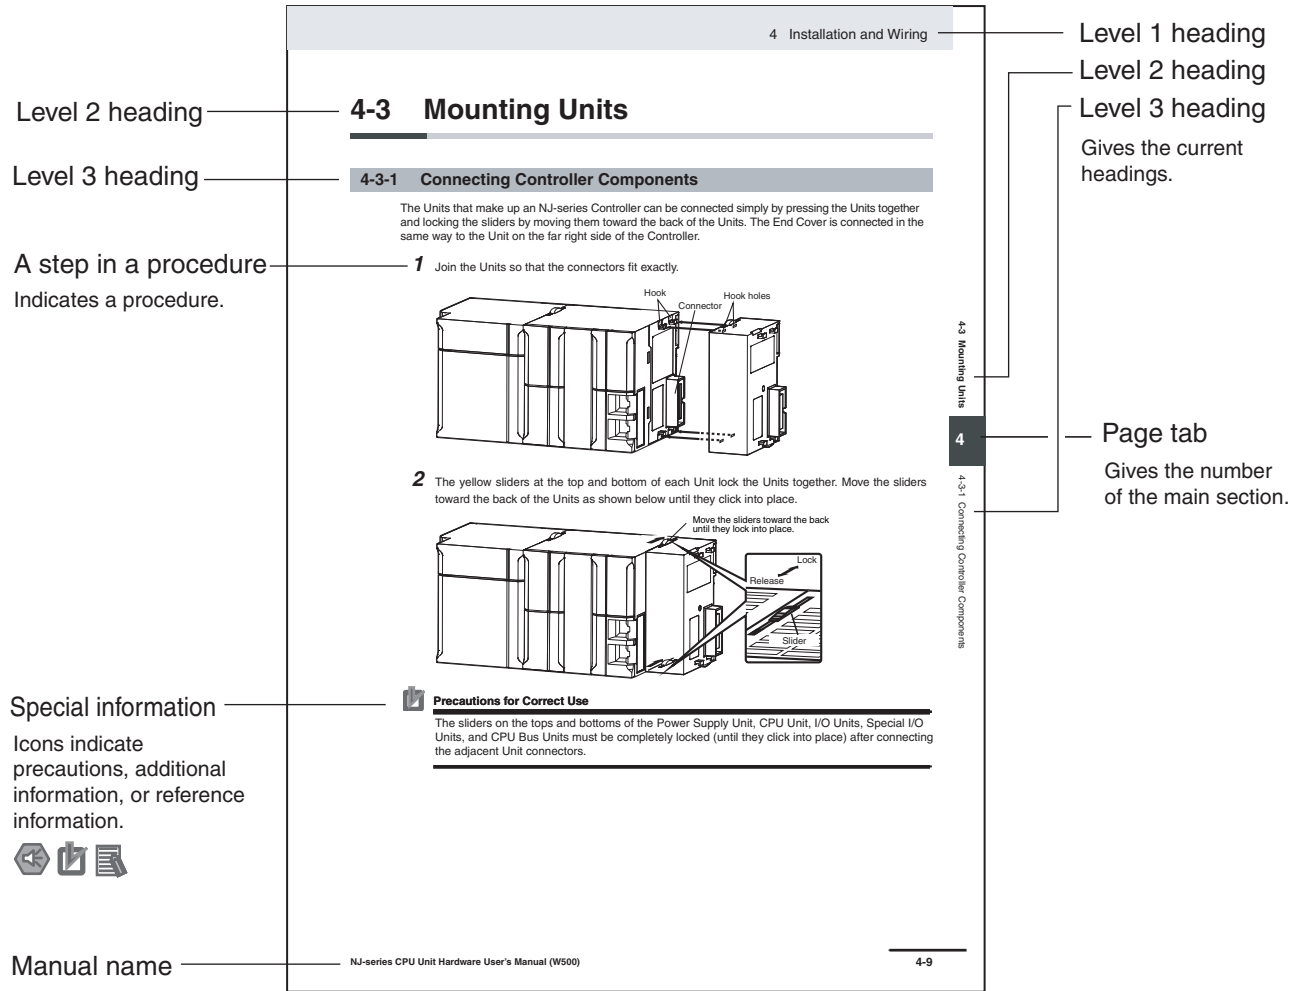 4 Installation and Wiring
Level 1 heading
Level 2 heading
Level 3 heading
Gives the current
headings.
Level 2 heading
4-3 Mounting Units
Level 3 heading
4-3-1 Connecting Controller Components
The Units that make up an NJ-series Controller can be connected simply by pressing the Units together
and locking the sliders by moving them toward the back of the Units. The End Cover is connected in the
same way to the Unit on the far right side of the Controller.
A step in a procedure
Indicates a procedure.
1 Join the Units so that the connectors fit exactly.
Hook
Connector
Hook holes
4-3 Mounting Units
4
4-3-1 Connecting Controller Components
Page tab
Gives the number
of the main section.
2 The yellow sliders at the top and bottom of each Unit lock the Units together. Move the sliders
toward the back of the Units as shown below until they click into place.
Move the sliders toward the back
until they lock into place.
Lock
Release
Slider
Special information
Icons indicate
precautions, additional
information, or reference
information.
Precautions for Correct Use
The sliders on the tops and bottoms of the Power Supply Unit, CPU Unit, I/O Units, Special I/O
Units, and CPU Bus Units must be completely locked (until they click into place) after connecting
the adjacent Unit connectors.
Manual name
NJ-series CPU Unit Hardware User's Manual (W500)
4-9